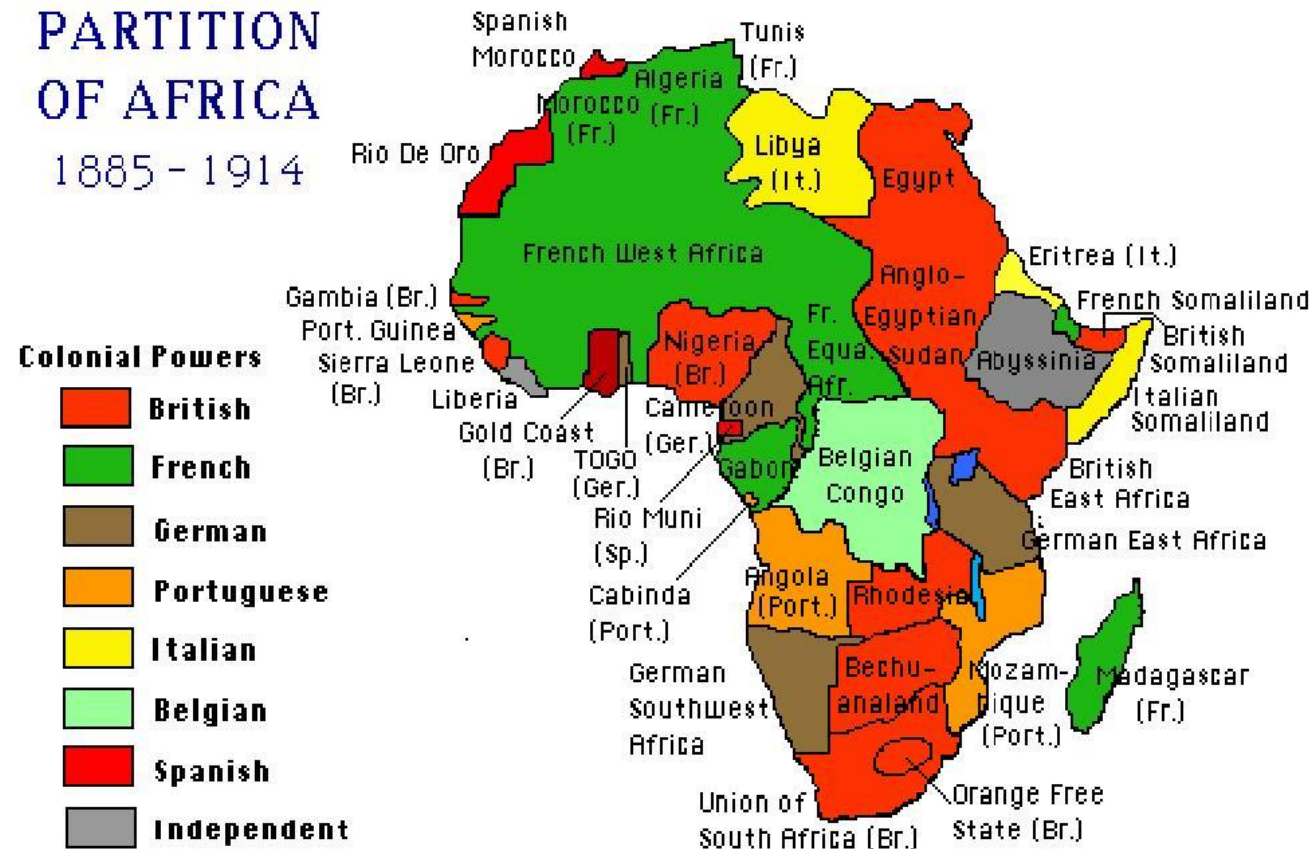 PARTITION
OF AFRICA
1885 - 1914
Spanish
Morocco
Tunis
(Fr.)
Algeria
(Fr.)
Morocco
(Fr.)
Rio De Oro
Libya
(It.)
Egypt
French West Africa
Eritrea (It.)
Anglo-
Egyptian
Sudan
French Somaliland
British
Somaliland
Gambia (Br.)
Port. Guinea
Sierra Leone
(Br.)
Liberia
Gold Coast
(Br.)
Nigeria
(Br.)
Fr.
Equa.
Afr.
Abyssinia
Italian
Somaliland
Cameroon
(Ger.)
TOGO
(Ger.)
Gabon
Belgian
Congo
British
East Africa
Rio Muni
(Sp.)
German East Africa
Cabinda
(Port.)
Angola
(Port.)
Rhodesia
German
Southwest
Africa
Bechu-
analand
Mozam-
bique
(Port.)
Madagascar
(Fr.)
Union of
South Africa (Br.)
Orange Free
State (Br.)
Colonial Powers
British
French
German
Portuguese
Italian
Belgian
Spanish
Independent